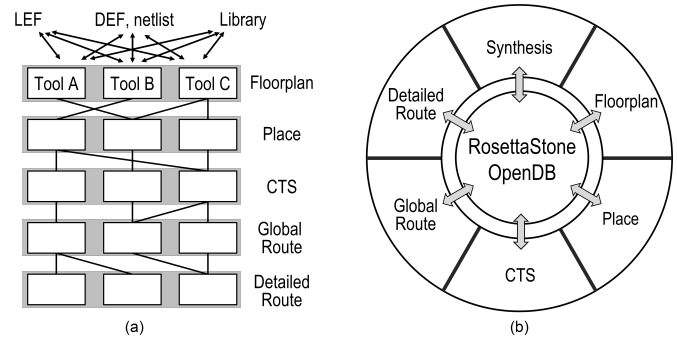 LEF DEF, netlist Library
Tool A Tool B Tool C Floorplan
Place
CTS
Global
Route
Detailed
Route
(a)
Synthesis
Detailed
Route
Floorplan
RosettaStone
OpenDB
Global
Route
Place
CTS
(b)